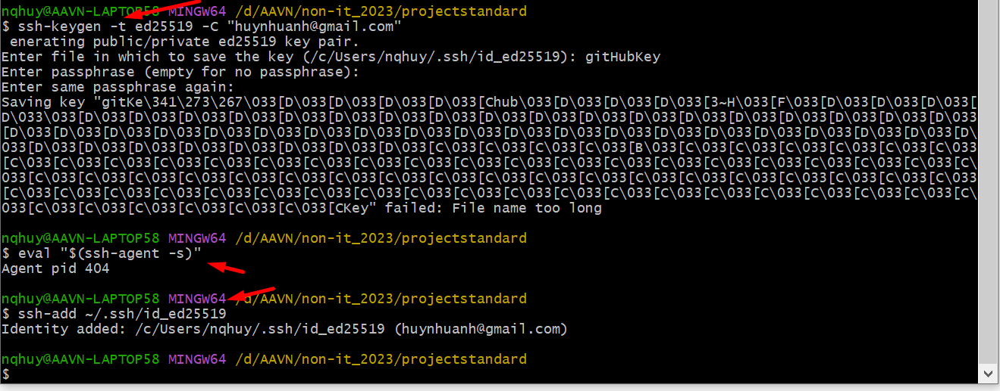 nqhuy@AAVN-LAPTOP58 MINGW64 /d/AAVN/non-it_2023/projectstandard
$ ssh-keygen -t ed25519 -C "huynhuanh@gmail.com"
 enerating public/private ed25519 key pair.
Enter file in which to save the key (/c/Users/nqhuy/.ssh/id_ed25519): gitHubKey
Enter passphrase (empty for no passphrase):
Enter same passphrase again:
Saving key "gitKe\341\273\267\033[D\033[D\033[D\033[D\033[Chub\033[D\033[D\033[D\033[D\033[3~H\033[F\033[D\033[D\033[D\033[
D\033\033[D\033[D\033[D\033[D\033[D\033[D\033[D\033[D\033[D\033[D\033[D\033[D\033[D\033[D\033[D\033[D\033[D\033[D\033[D\033
[D\033[D\033[D\033[D\033[D\033[D\033[D\033[D\033[D\033[D\033[D\033[D\033[D\033[D\033[D\033[D\033[D\033[D\033[D\033[D\033[D\
033[D\033[D\033[D\033[D\033[D\033[D\033[C\033[C\033[C\033[C\033[C\033[C\033[B\033[C\033[C\033[C\033[C\033[C\033[C\033[C\033
[C\033[C\033[C\033[C\033[C\033[C\033[C\033[C\033[C\033[C\033[C\033[C\033[C\033[C\033[C\033[C\033[C\033[C\033[C\033[C\033[C\
033[C\033[C\033[C\033[C\033[C\033[C\033[C\033[C\033[C\033[C\033[C\033[C\033[C\033[C\033[C\033[C\033[C\033[C\033[C\033[C\033
[C\033[C\033[C\033[C\033[C\033[C\033[C\033[C\033[C\033[C\033[C\033[C\033[C\033[C\033[C\033[C\033[C\033[C\033[C\033[C\033[C\
033[C\033[C\033[C\033[C\033[C\033[C\033[CKey" failed: File name too long
nqhuy@AAVN-LAPTOP58 MINGW64 /d/AAVN/non-it_2023/projectstandard
$ eval "$(ssh-agent -s)"
Agent pid 404
nqhuy@AAVN-LAPTOP58 MINGW64 /d/AAVN/non-it_2023/projectstandard
$ ssh-add ~/.ssh/id_ed25519
Identity added: /c/Users/nqhuy/.ssh/id_ed25519 (huynhuanh@gmail.com)
nqhuy@AAVN-LAPTOP58 MINGW64 /d/AAVN/non-it_2023/projectstandard
$